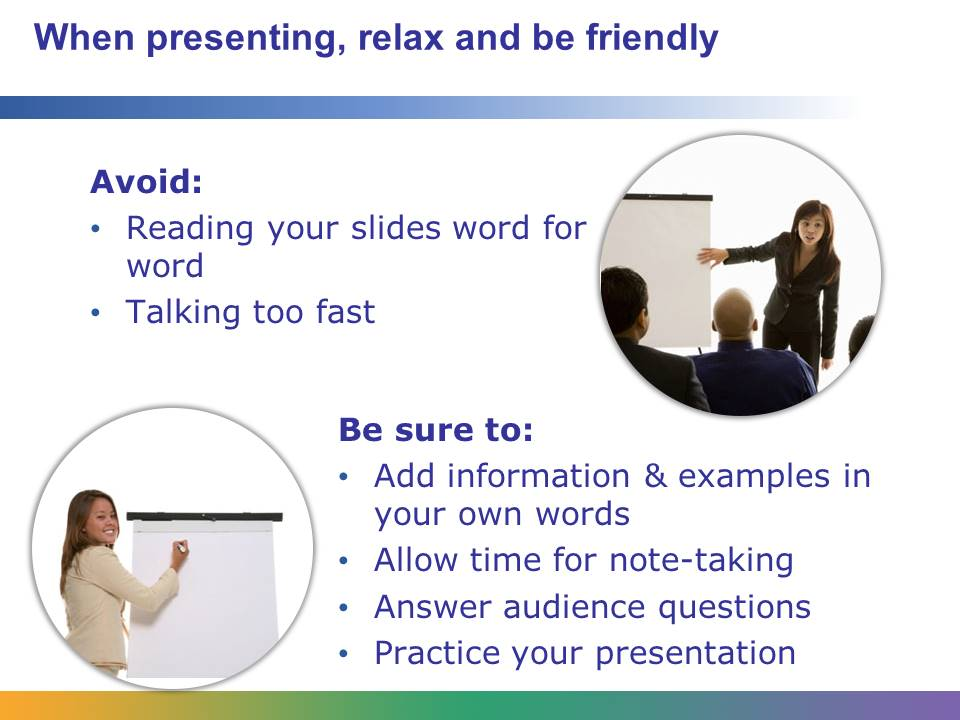 When presenting, relax and be friendly
Avoid:
• Reading your slides word for
word
• Talking too fast
Be sure to:
• Add information & examples in
your own words
• Allow time for note-taking
• Answer audience questions
• Practice your presentation